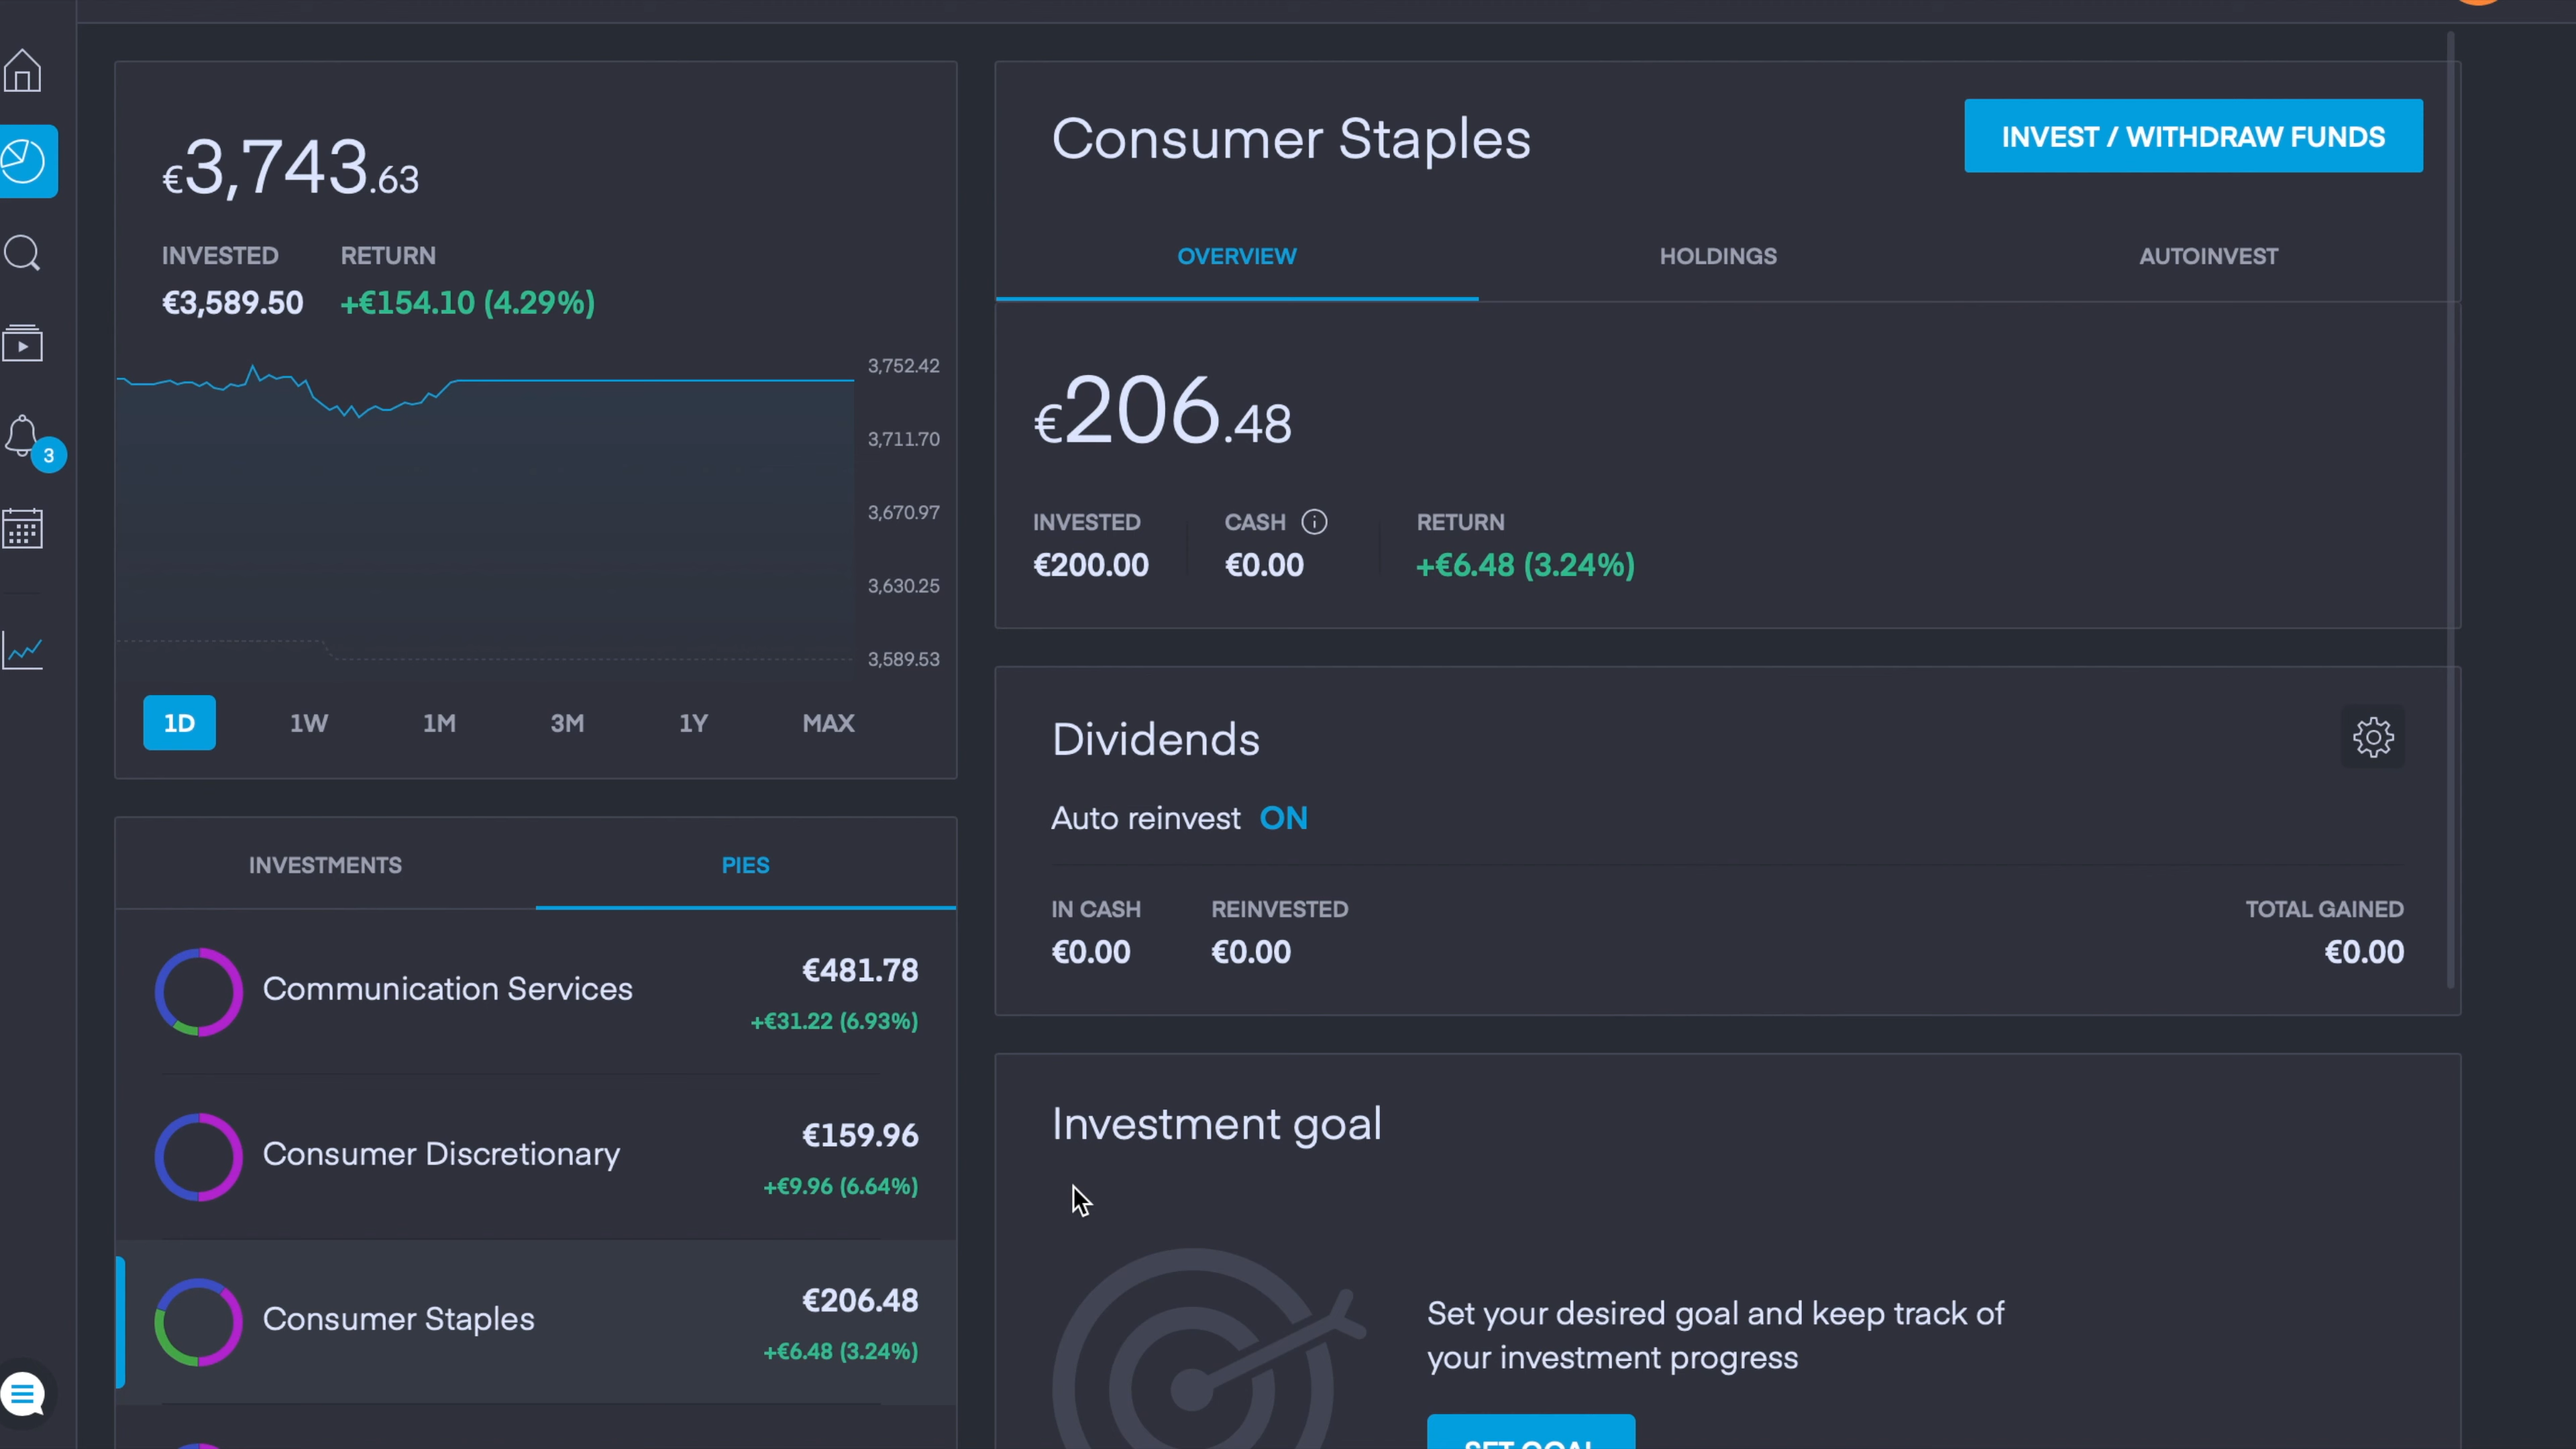 3
€3,743.63
INVESTED RETURN
€3,589.50 +€154.10 (4.29%)
3,752.42
3,711.70
3,670.97
3,630.25
3,589.53
1D 1W 1M 3M 1Y MAX
INVESTMENTS PIES
Communication Services €481.78
+€31.22 (6.93%)
Consumer Discretionary €159.96
+€9.96 (6.64%)
Consumer Staples €206.48
+€6.48 (3.24%)
Consumer Staples INVEST / WITHDRAW FUNDS
OVERVIEW HOLDINGS AUTOINVEST
€206.48
INVESTED CASH RETURN
€200.00 €0.00 +€6.48 (3.24%)
Dividends
Auto reinvest ON
IN CASH REINVESTED TOTAL GAINED
€0.00 €0.00 €0.00
Investment goal
Set your desired goal and keep track of
your investment progress
SET GOAL